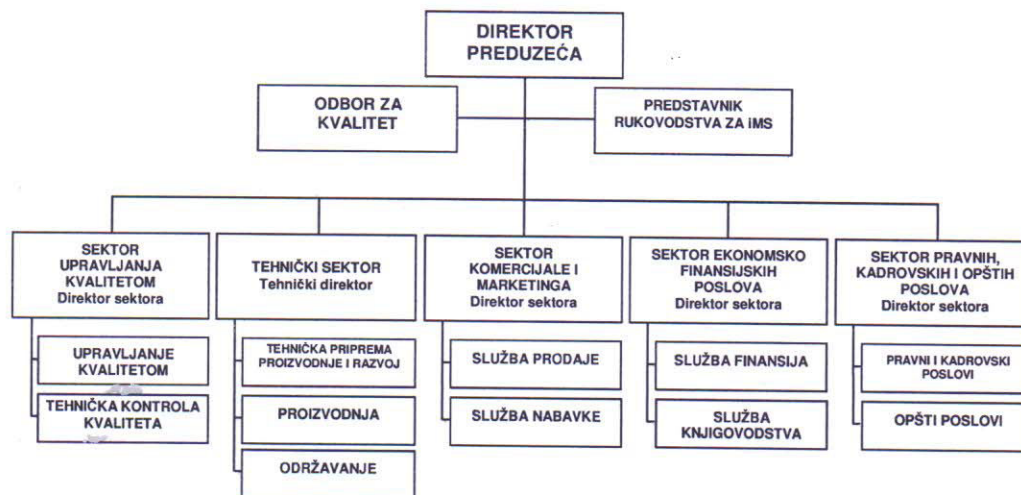 DIREKTOR
PREDUZEĆA
ODBOR ZA
KVALITET
PREDSTAVNIK
RUKOVODSTVA ZA IMS
SEKTOR
UPRAVLJANJA
KVALITETOM
Direktor sektora
TEHNIČKI SEKTOR
Tehnički direktor
SEKTOR
KOMERCIJALE I
MARKETINGA
Direktor sektora
SEKTOR EKONOMSKO
FINANSIJSKIH
POSLOVA
Direktor sektora
SEKTOR PRAVNIH,
KADROVSKIH I OPŠTIH
POSLOVA
Direktor sektora
UPRAVLJANJE
KVALITETOM
TEHNIČKA KONTROLA
KVALITETA
TEHNIČKA PRIPREMA
PROIZVODNJE I RAZVOJ
PROIZVODNJA
ODRŽAVANJE
SLUŽBA PRODAJE
SLUŽBA NABAVKE
SLUŽBA FINANSIJA
SLUŽBA
KNJIGOVODSTVA
PRAVNI I KADROVSKI
POSLOVI
OPŠTI POSLOVI